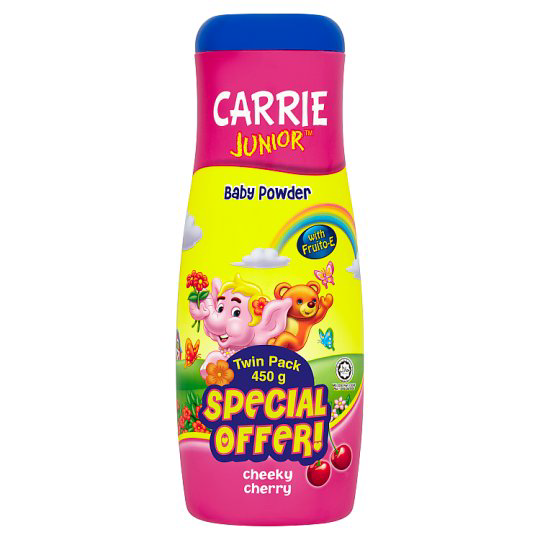 CARRIE
JUNIOR™
Baby Powder
with
Fruito-E
Twin Pack
450 g
SPECIAL
OFFER!
cheeky
cherry